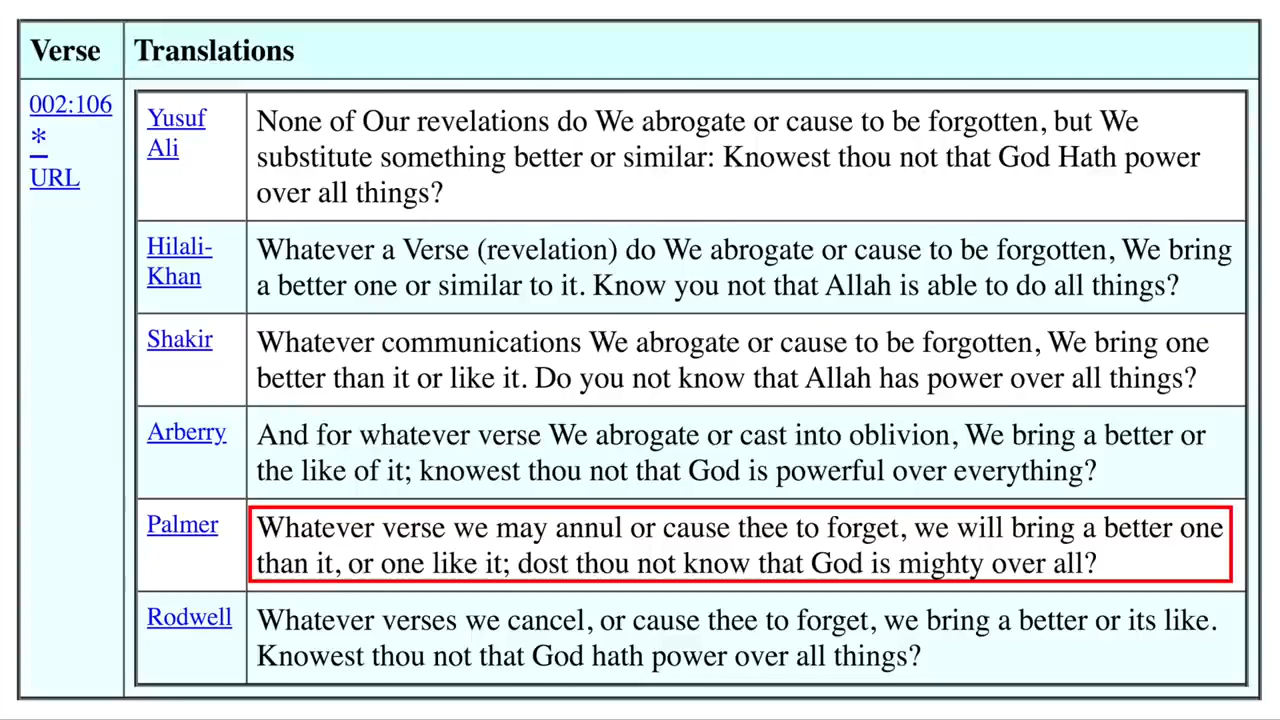 Verse Translations
002:106
*
URL
Yusuf
Ali
None of Our revelations do We abrogate or cause to be forgotten, but We
substitute something better or similar: Knowest thou not that God Hath power
over all things?
Hilali-
Khan
Whatever a Verse (revelation) do We abrogate or cause to be forgotten, We bring
a better one or similar to it. Know you not that Allah is able to do all things?
Shakir
Whatever communications We abrogate or cause to be forgotten, We bring one
better than it or like it. Do you not know that Allah has power over all things?
Arberry
And for whatever verse We abrogate or cast into oblivion, We bring a better or
the like of it; knowest thou not that God is powerful over everything?
Palmer
Whatever verse we may annul or cause thee to forget, we will bring a better one
than it, or one like it; dost thou not know that God is mighty over all?
Rodwell
Whatever verses we cancel, or cause thee to forget, we bring a better or its like.
Knowest thou not that God hath power over all things?